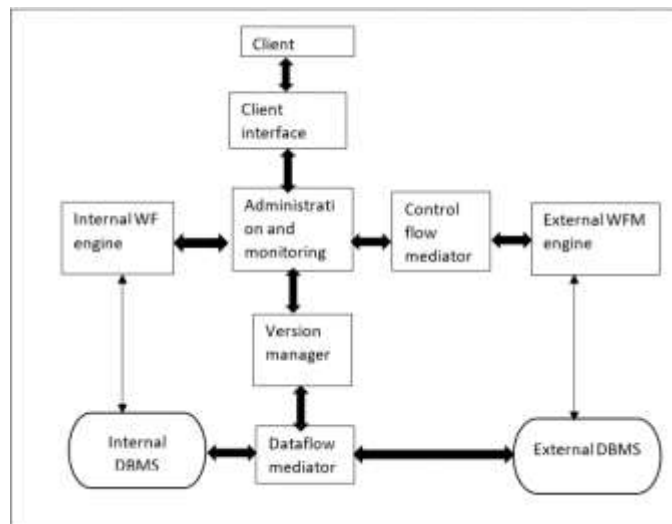 Client
Client
interface
Internal WF
engine
Administrati
on and
monitoring
Control
flow
mediator
External WFM
engine
Version
manager
Internal
DBMS
Dataflow
mediator
External DBMS